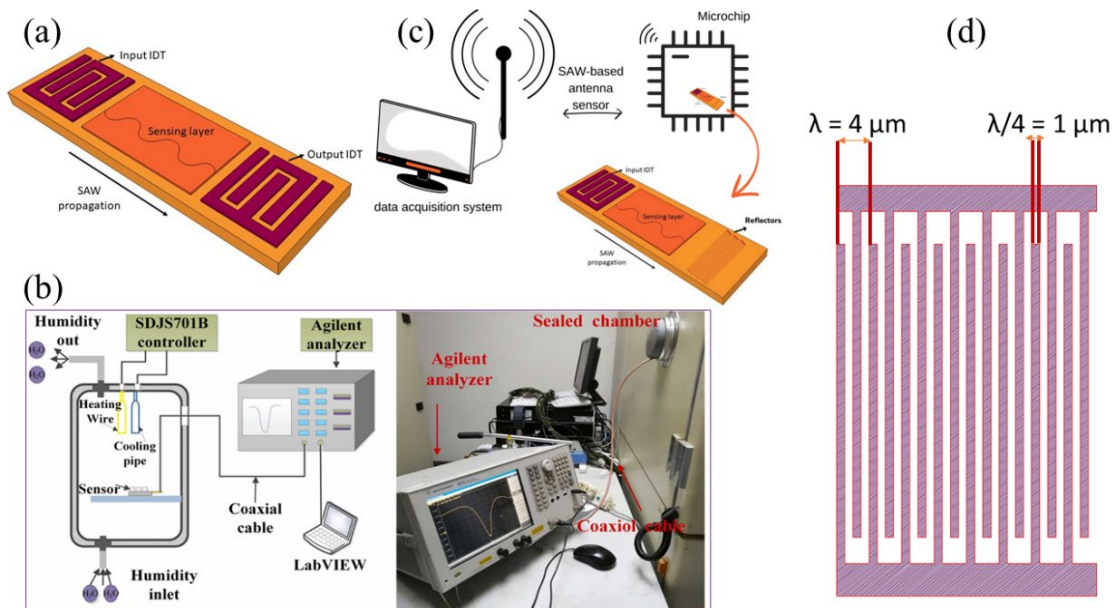 (a)
Input IDT
Sensing layer
Output IDT
SAW
propagation
(c)
Microchip
SAW-based
antenna
sensor
data acquisition system
Input IDT
Sensing layer
Reflectors
SAW
propagation
(d)
λ = 4 μm
λ/4 = 1 μm
(b)
Humidity
out
SDJS701B
controller
Agilent
analyzer
H₂O
H₂O
Heating
Wire
Cooling
pipe
Sensor
Coaxial
cable
LabVIEW
Humidity
inlet
H₂O
H₂O
Sealed chamber
Agilent
analyzer
Coaxiol cable